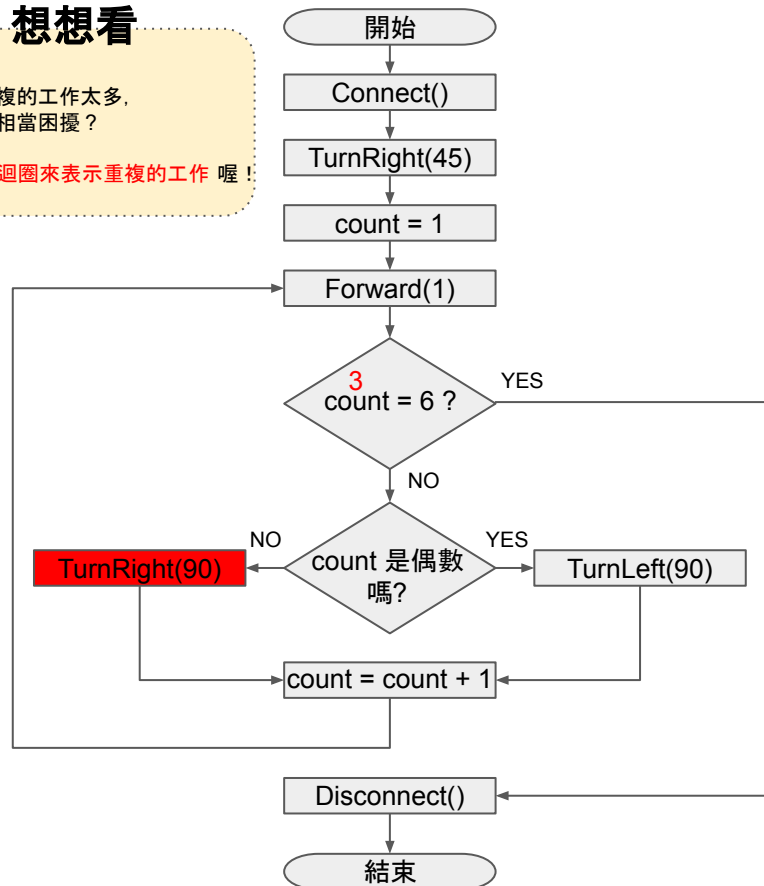 想想看
複的工作太多,
相當困擾？
迴圈來表示重複的工作 喔！
開始
Connect()
TurnRight(45)
count = 1
Forward(1)
3
count = 6 ?
YES
NO
NO
count 是偶數
嗎?
YES
TurnRight(90)
TurnLeft(90)
count = count + 1
Disconnect()
結束